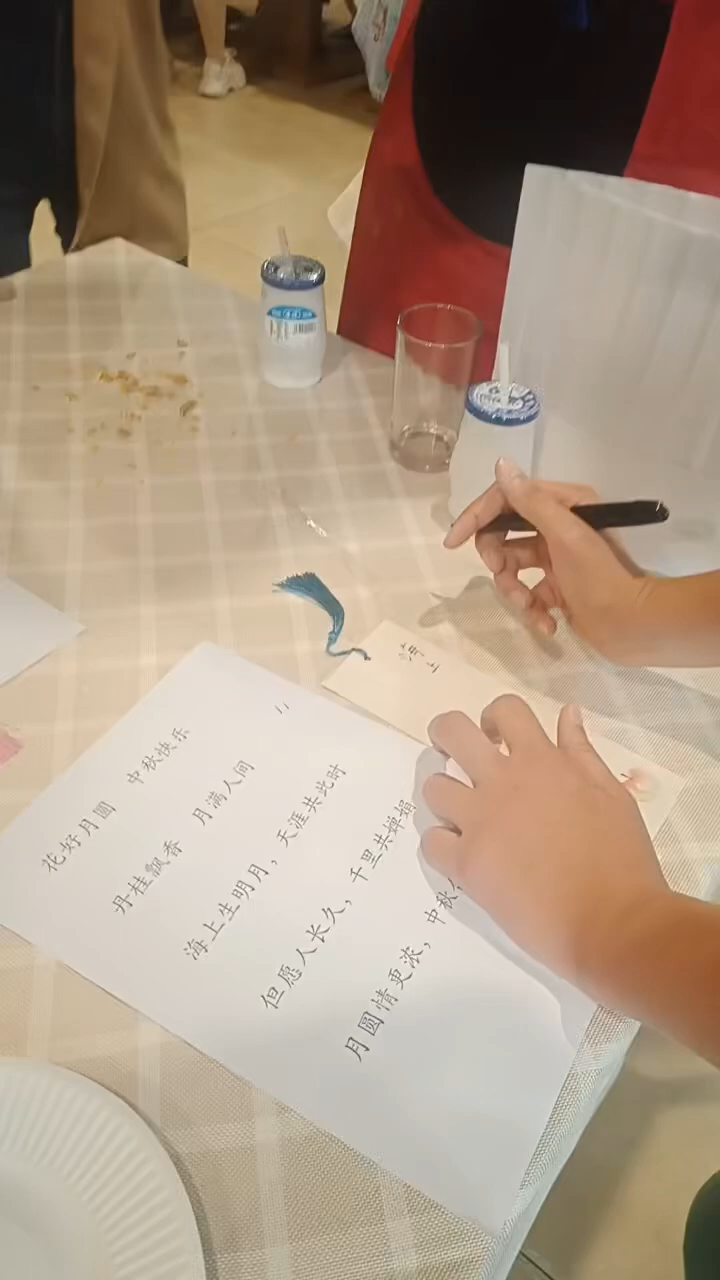 花好月圆 中秋快乐
丹桂飘香 月满人间
海上生明月，天涯共此时
但愿人长久，千里共婵娟
月圆情更浓，中秋
海上